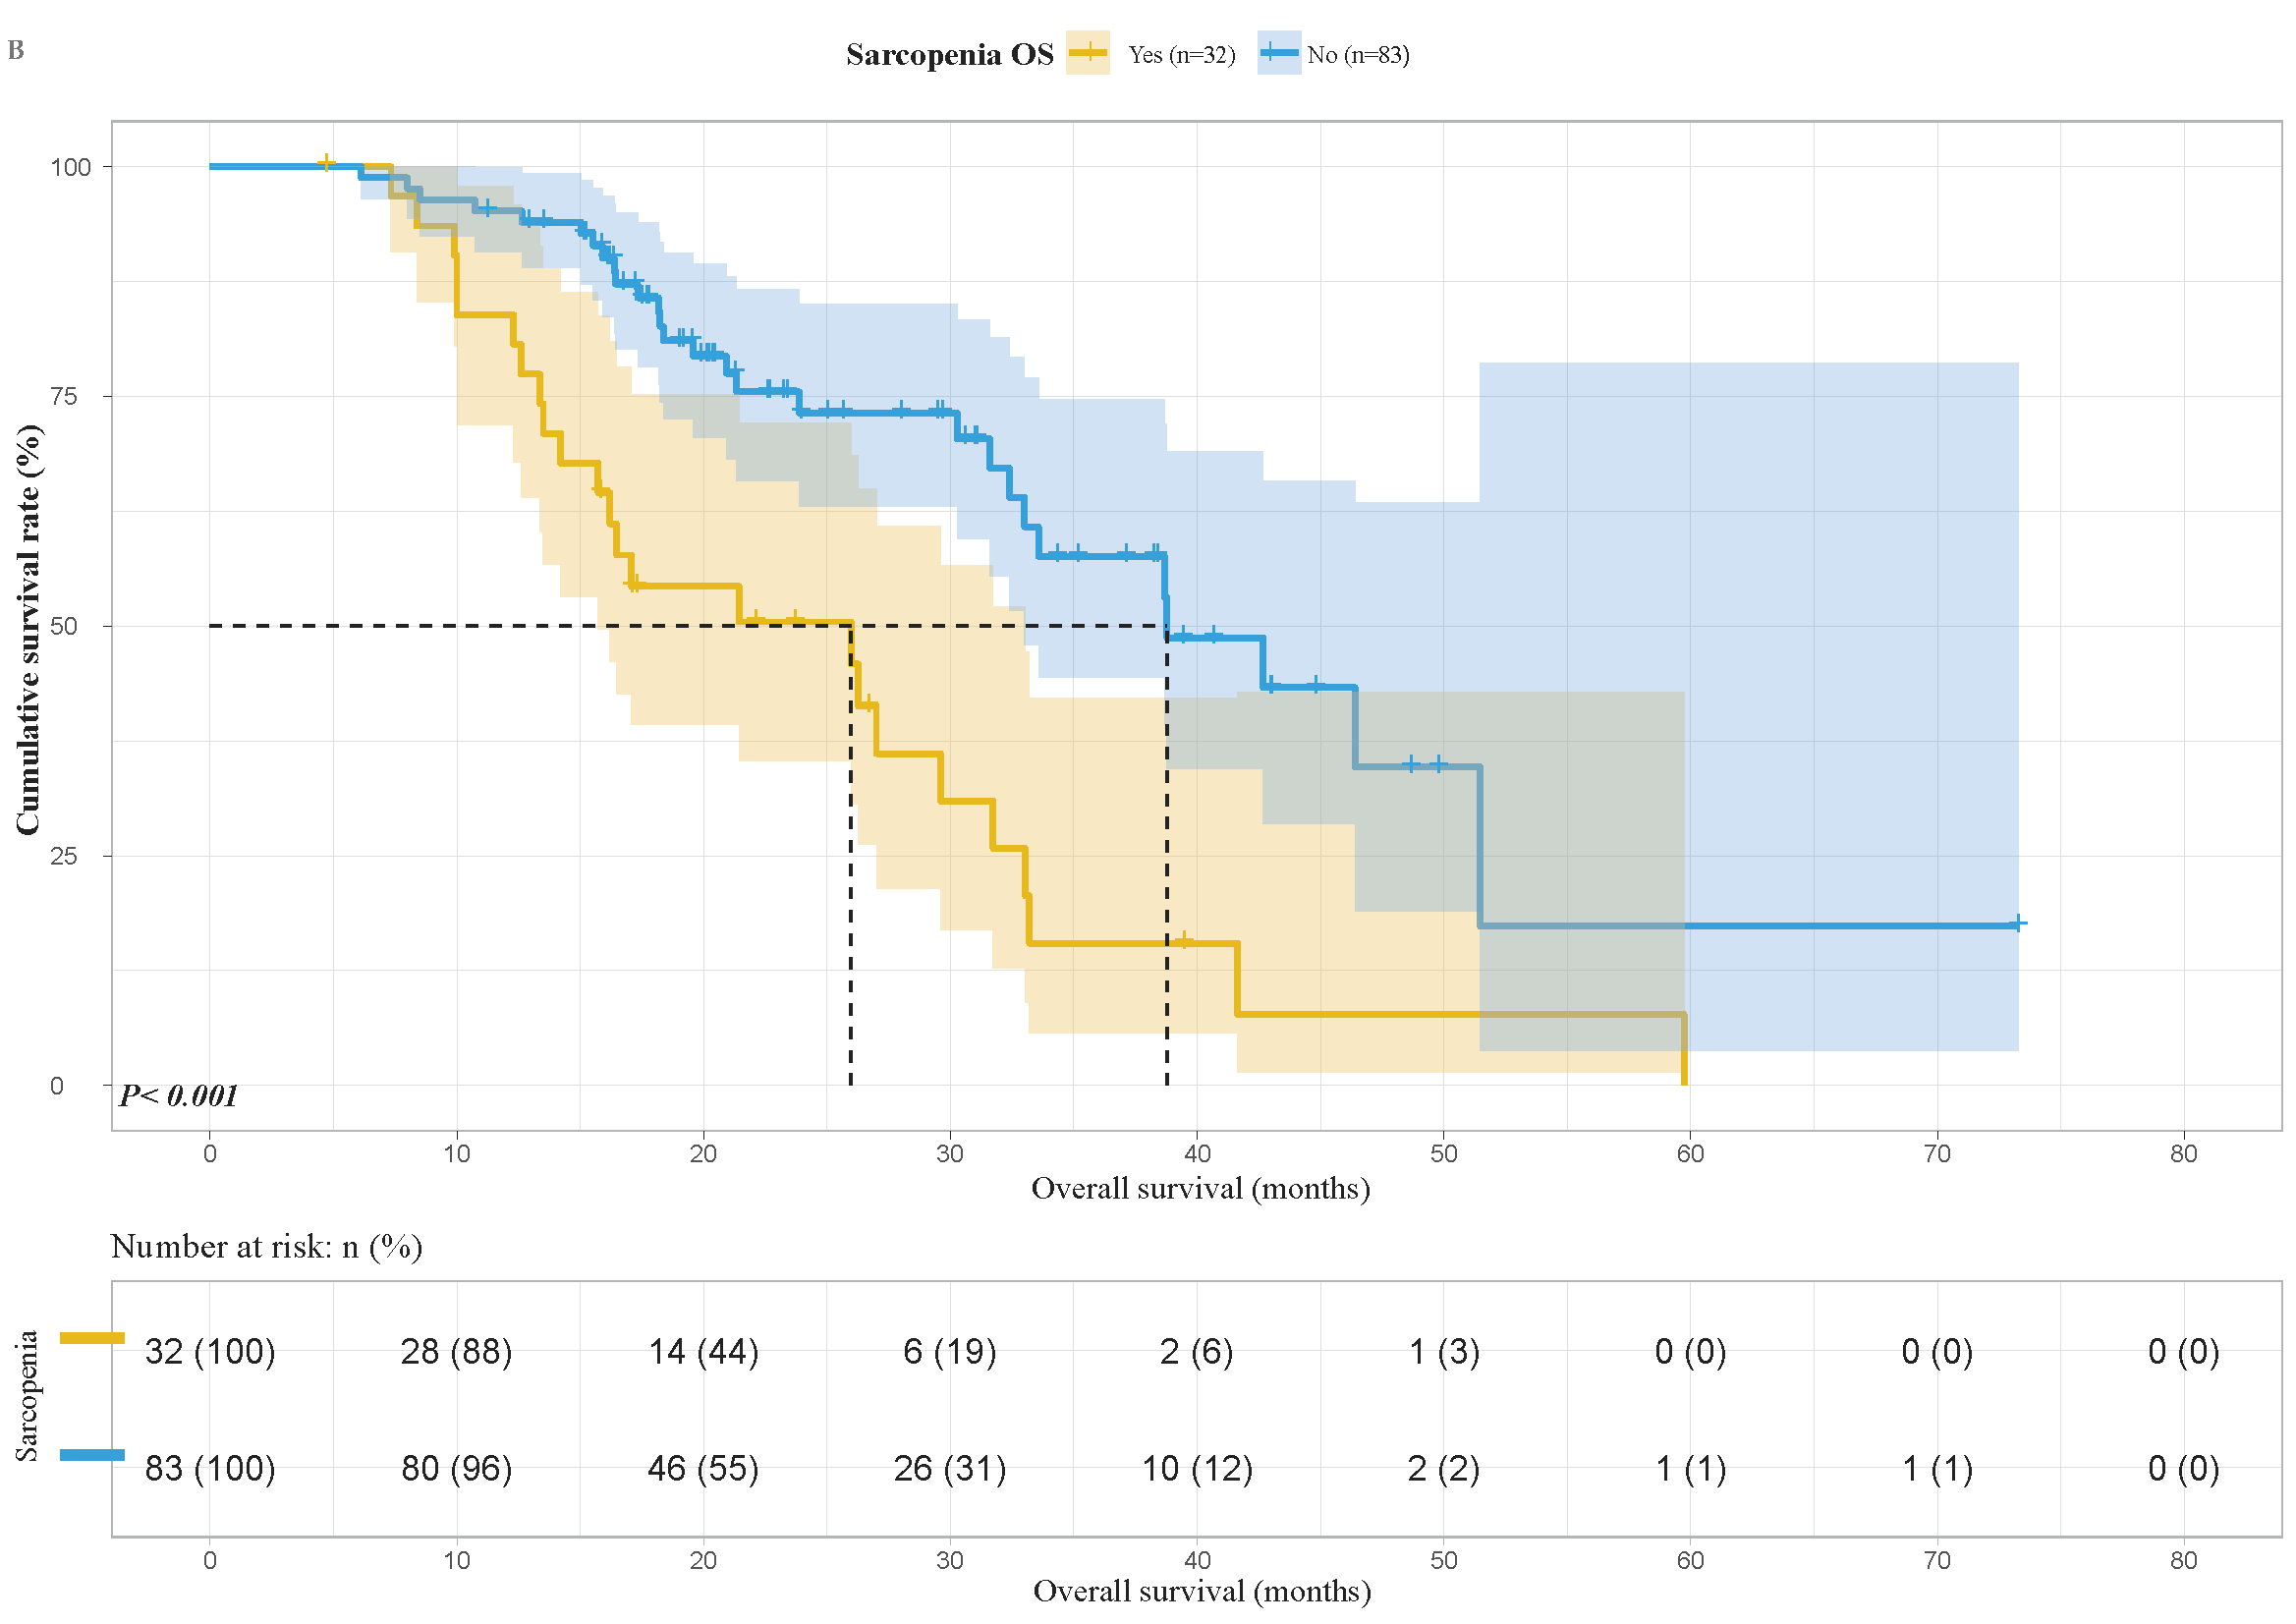 B
Sarcopenia OS Yes (n=32) No (n=83)
Cumulative survival rate (%)
100
75
50
25
0
P< 0.001
0 10 20 30 40 50 60 70 80
Overall survival (months)
Number at risk: n (%)
Sarcopenia
32 (100) 28 (88) 14 (44) 6 (19) 2 (6) 1 (3) 0 (0) 0 (0) 0 (0)
83 (100) 80 (96) 46 (55) 26 (31) 10 (12) 2 (2) 1 (1) 1 (1) 0 (0)
0 10 20 30 40 50 60 70 80
Overall survival (months)